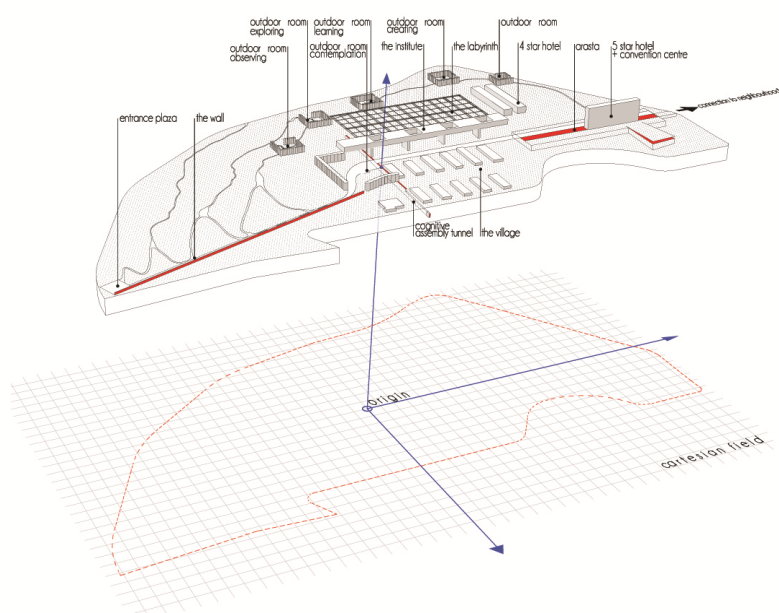 outdoor room
exploring
outdoor room
learning
outdoor room
creating
outdoor room
outdoor room
observing
outdoor room
contemplation
the institute
the labyrinth
4 star hotel
arasta
5 star hotel
+ convention centre
connection to neighbourhood
entrance plaza
the wall
cognitive
assembly tunnel
the village
origin
cartesian field